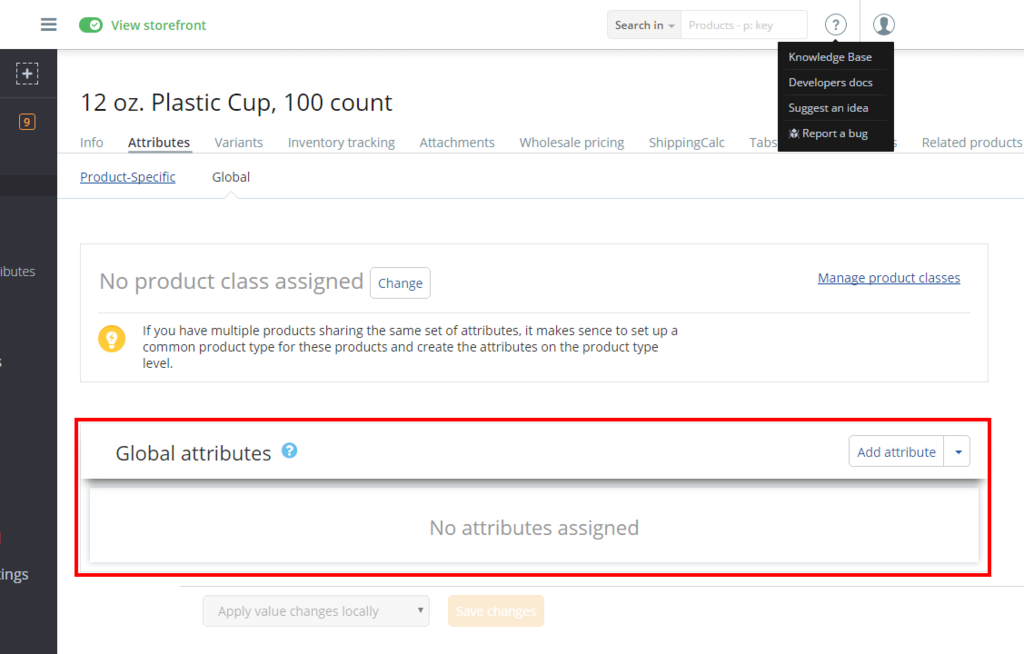 View storefront
Search in
Products - p: key
?
Knowledge Base
Developers docs
Suggest an idea
Report a bug
9
12 oz. Plastic Cup, 100 count
Info Attributes Variants Inventory tracking Attachments Wholesale pricing ShippingCalc Tabs s Related products
Product-Specific Global
ibutes
No product class assigned Change
Manage product classes
If you have multiple products sharing the same set of attributes, it makes sence to set up a
common product type for these products and create the attributes on the product type
level.
s
Global attributes ?
Add attribute
No attributes assigned
ings
Apply value changes locally
Save changes